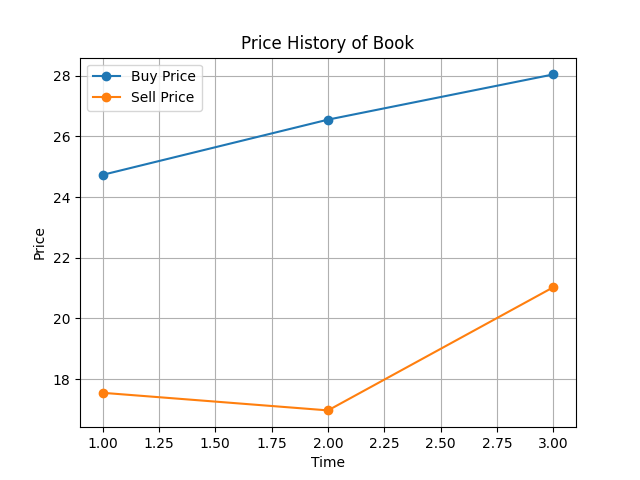 Price History of Book
Buy Price
Sell Price
Price
28
26
24
22
20
18
1.00 1.25 1.50 1.75 2.00 2.25 2.50 2.75 3.00
Time